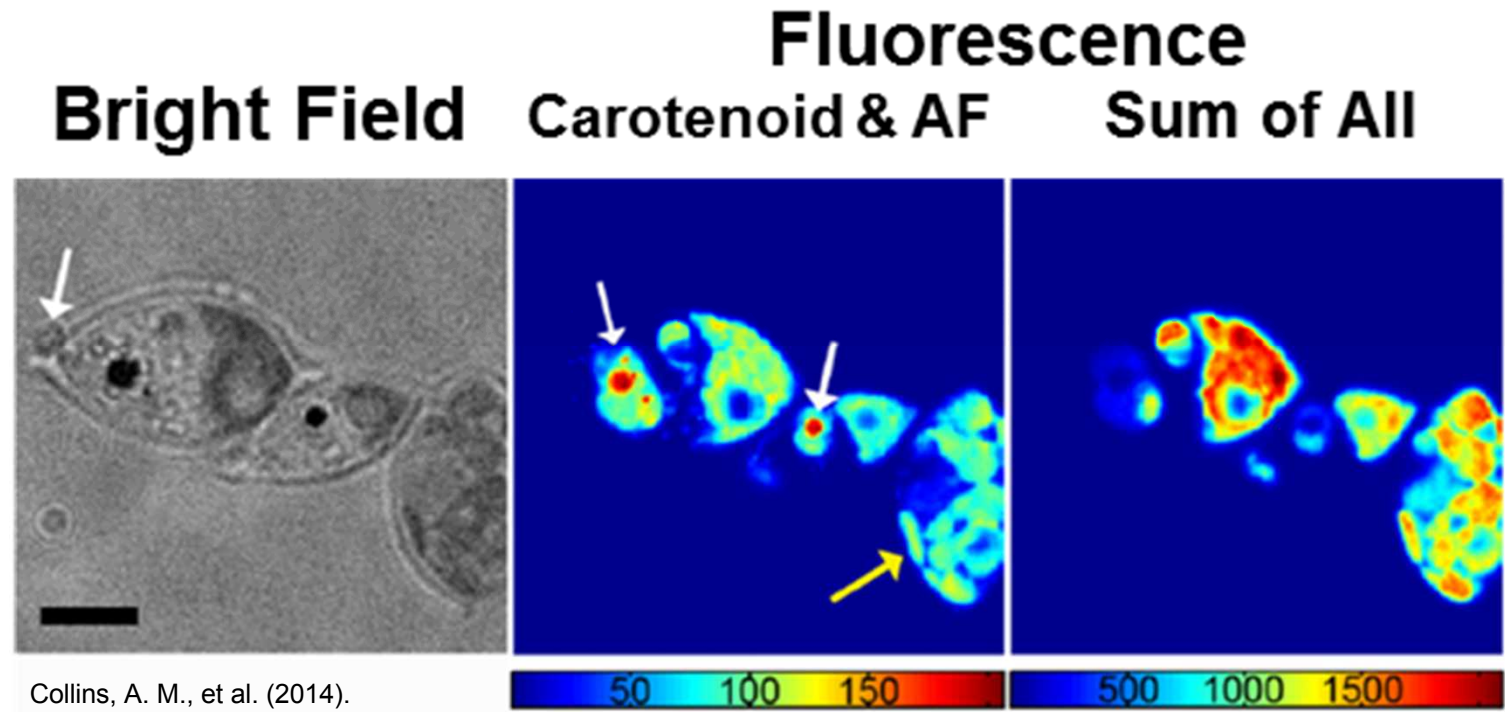 Fluorescence
Bright Field
Carotenoid & AF
Sum of All
50 100 150
500 1000 1500
Collins, A. M., et al. (2014).